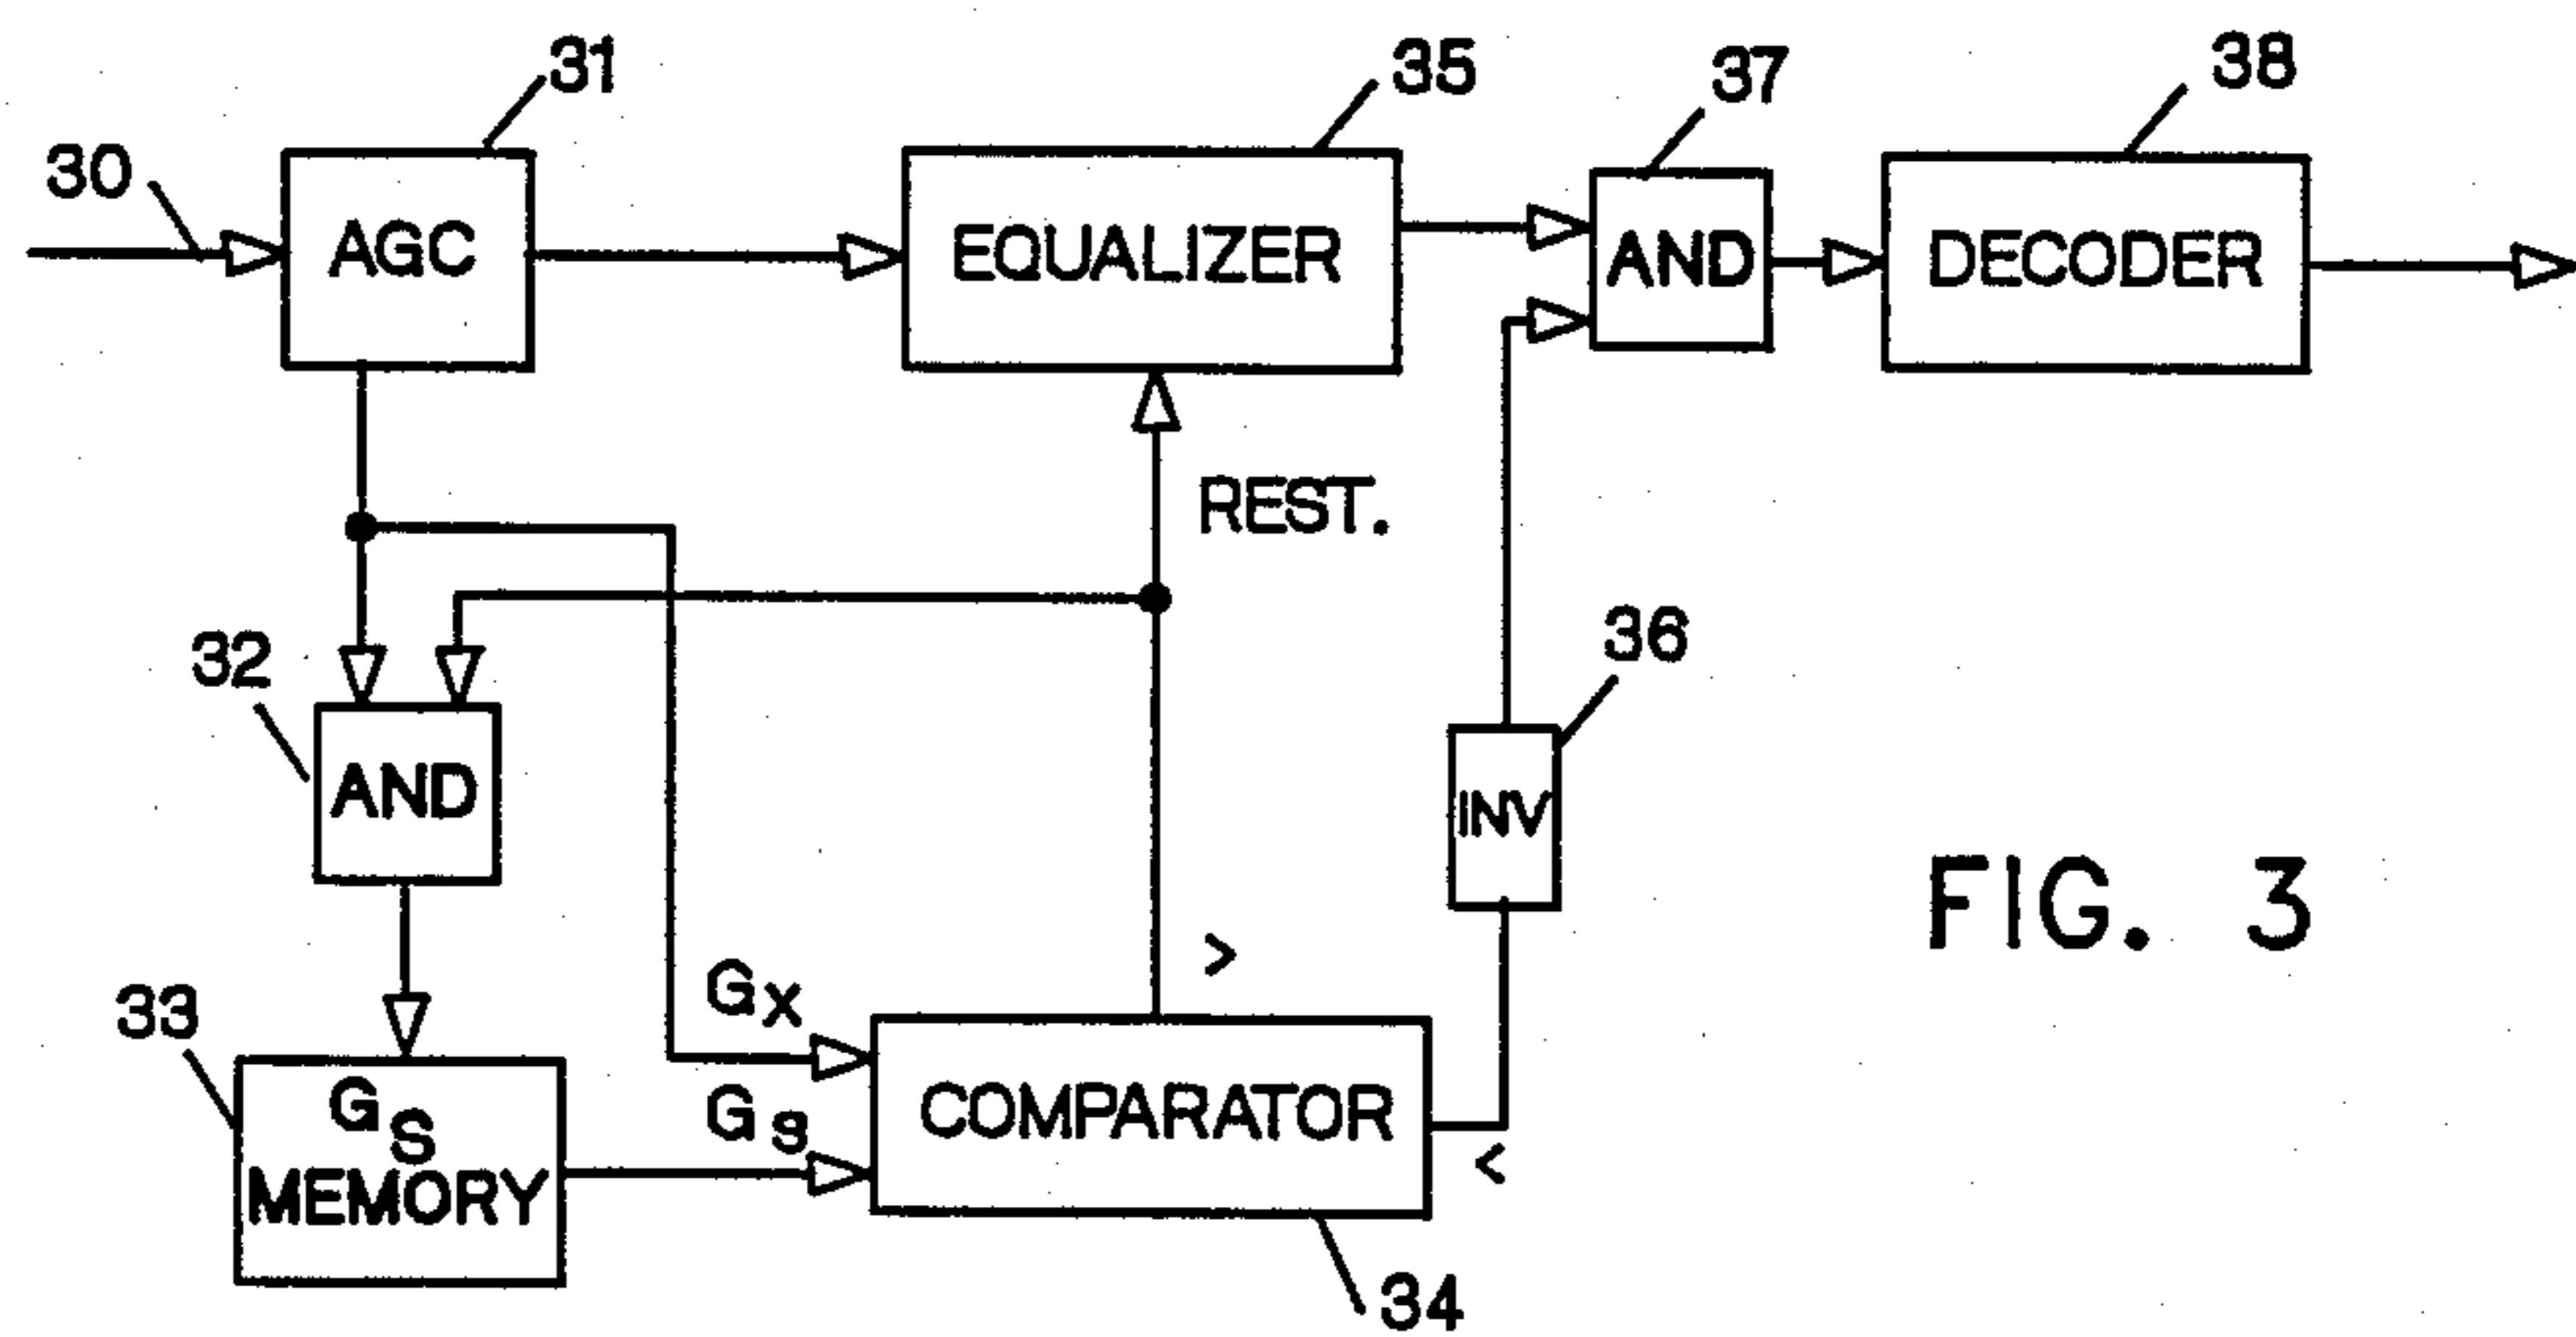 31
35
37
38
30
AGC
EQUALIZER
AND
DECODER
REST.
32
36
AND
INV
FIG. 3
>
33
GX
GS
GS
MEMORY
COMPARATOR
<
34